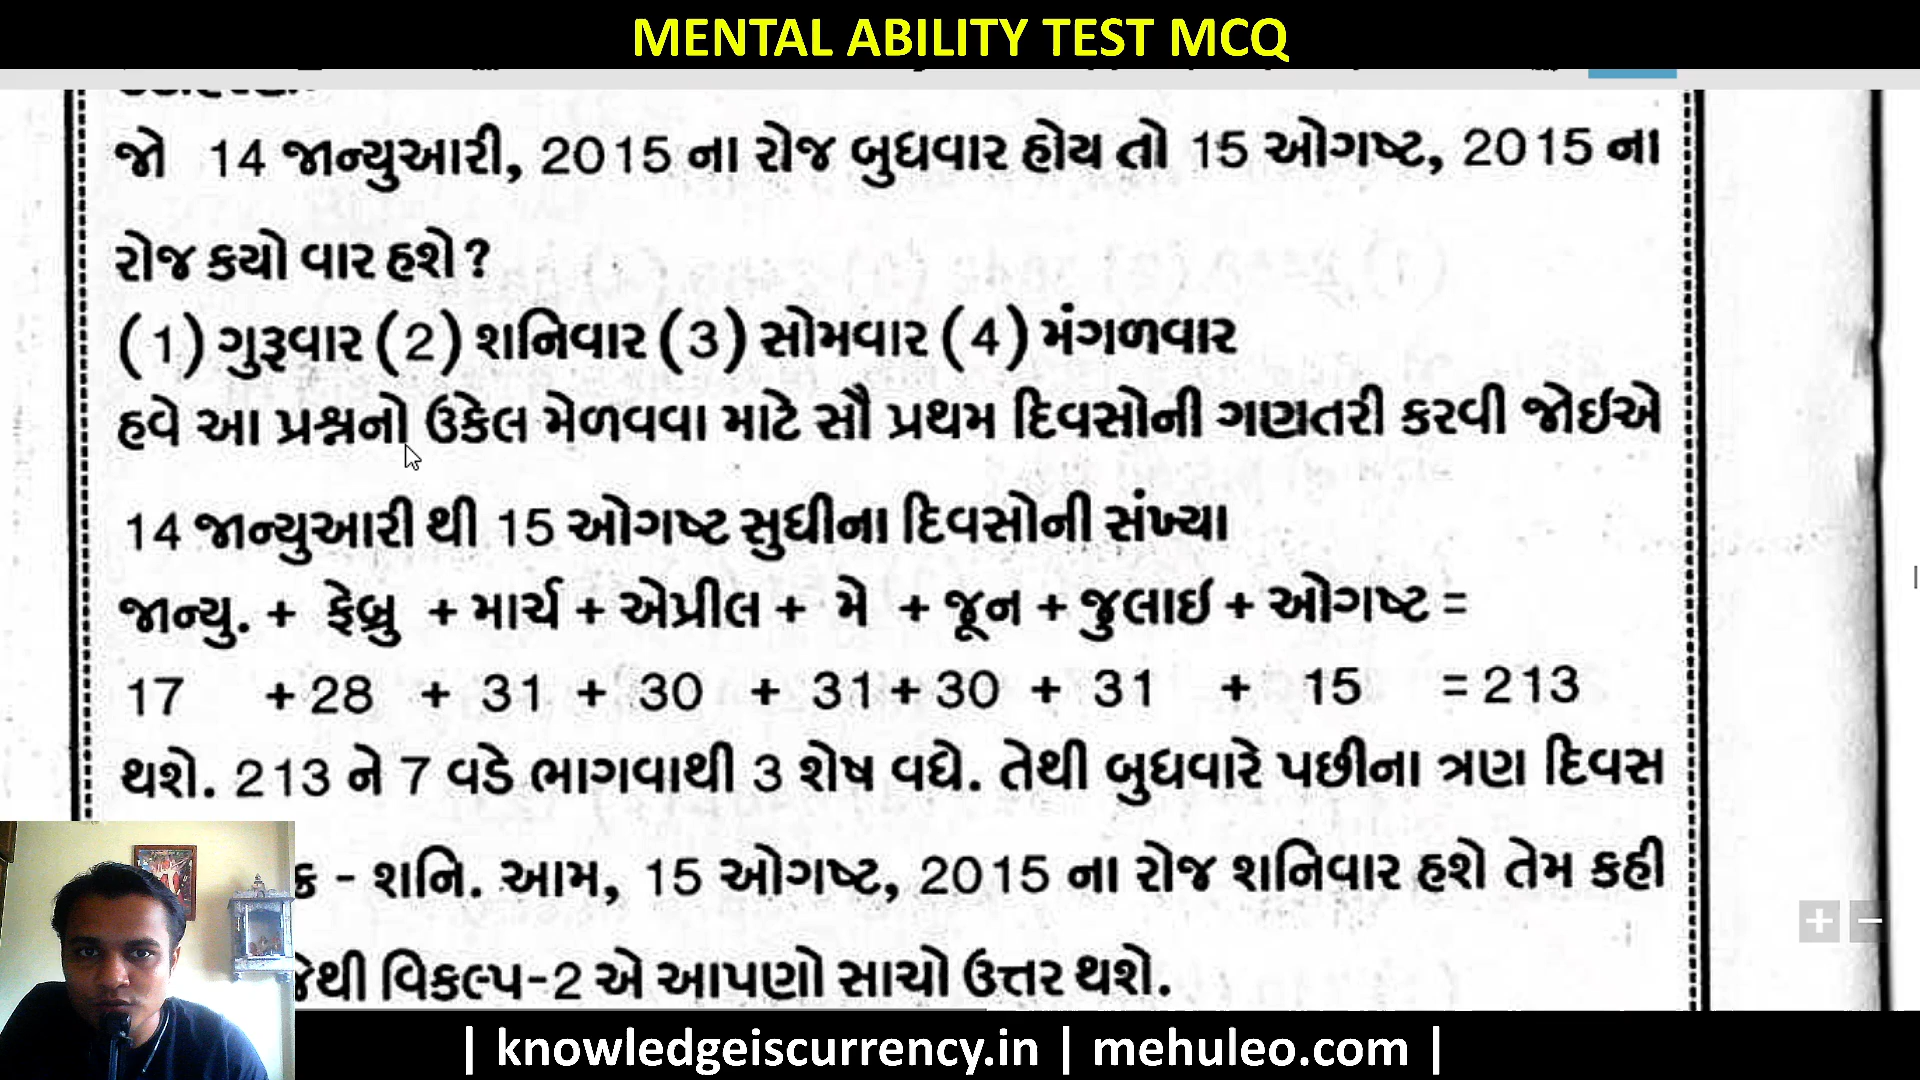 MENTAL ABILITY TEST MCQ
જો 14 જાન્યુઆરી, 2015 ના રોજ બુધવાર હોય તો 15 ઓગષ્ટ, 2015 ના
રોજ કયો વાર હશે?
(1) ગુરૂવાર (2) શનિવાર (3) સોમવાર (4) મંગળવાર
હવે આ પ્રશ્નનો ઉકેલ મેળવવા માટે સૌ પ્રથમ દિવસોની ગણતરી કરવી જોઈએ
14 જાન્યુઆરી થી 15 ઓગષ્ટ સુધીના દિવસોની સંખ્યા
જાન્યુ. + ફેબ્રુ + માર્ચ + એપ્રીલ + મે + જૂન + જુલાઇ + ઓગષ્ટ =
17 + 28 + 31 + 30 + 31 + 30 + 31 + 15 = 213
થશે. 213 ને 7 વડે ભાગવાથી 3 શેષ વધે. તેથી બુધવારે પછીના ત્રણ દિવસ
- શનિ. આમ, 15 ઓગષ્ટ, 2015 ના રોજ શનિવાર હશે તેમ કહી
જેથી વિકલ્પ-2 એ આપણો સાચો ઉત્તર થશે.
| knowledgeiscurrency.in | mehuleo.com |